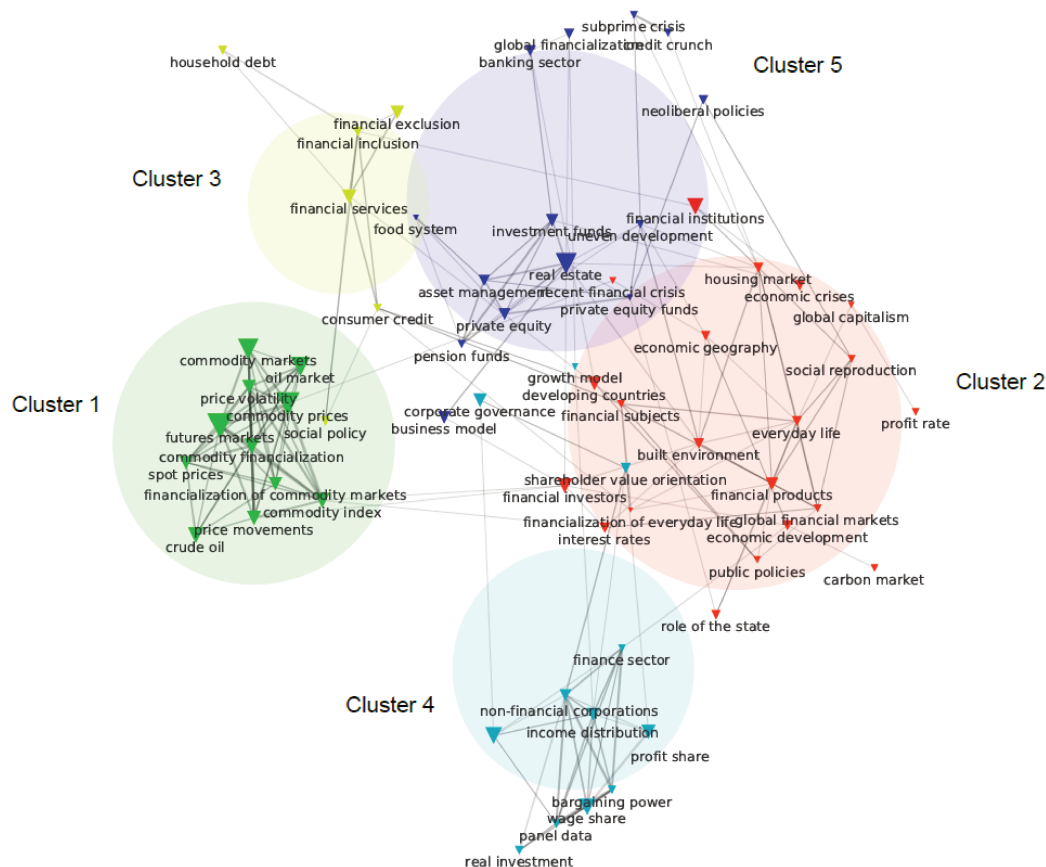 subprime crisis
global financialization
credit crunch
banking sector
Cluster 5
household debt
neoliberal policies
financial exclusion
financial inclusion
Cluster 3
financial services
food system
investment funds
financial institutions
uneven development
real estate
housing market
asset management
recent financial crisis
economic crises
private equity funds
global capitalism
consumer credit
private equity
economic geography
pension funds
commodity markets
oil market
growth model
social reproduction
developing countries
Cluster 2
price volatility
Cluster 1
commodity prices
corporate governance
financial subjects
business model
profit rate
social policy
futures markets
everyday life
commodity financialization
built environment
spot prices
shareholder value orientation
financialization of commodity markets
financial investors
financial products
commodity index
price movements
financialization of everyday life
global financial markets
interest rates
economic development
crude oil
public policies
carbon market
role of the state
finance sector
Cluster 4
non-financial corporations
income distribution
profit share
bargaining power
wage share
panel data
real investment